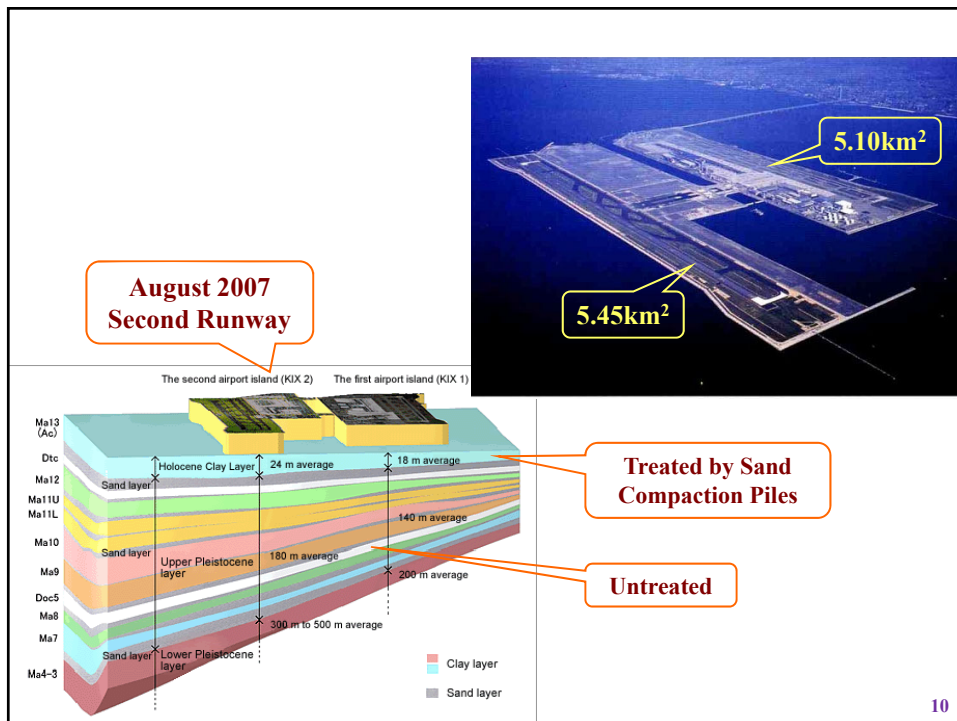 5.10km²
5.45km²
August 2007
Second Runway
The second airport island (KIX 2)
The first airport island (KIX 1)
Ma13
(Ac)
Dtc
Ma12
Ma11U
Ma11L
Ma10
Ma9
Doc5
Ma8
Ma7
Ma4-3
Holocene Clay Layer
24 m average
18 m average
Sand layer
Sand layer
140 m average
180 m average
Upper Pleistocene
layer
200 m average
300 m to 500 m average
Sand layer
Lower Pleistocene
layer
Treated by Sand
Compaction Piles
Untreated
Clay layer
Sand layer
10